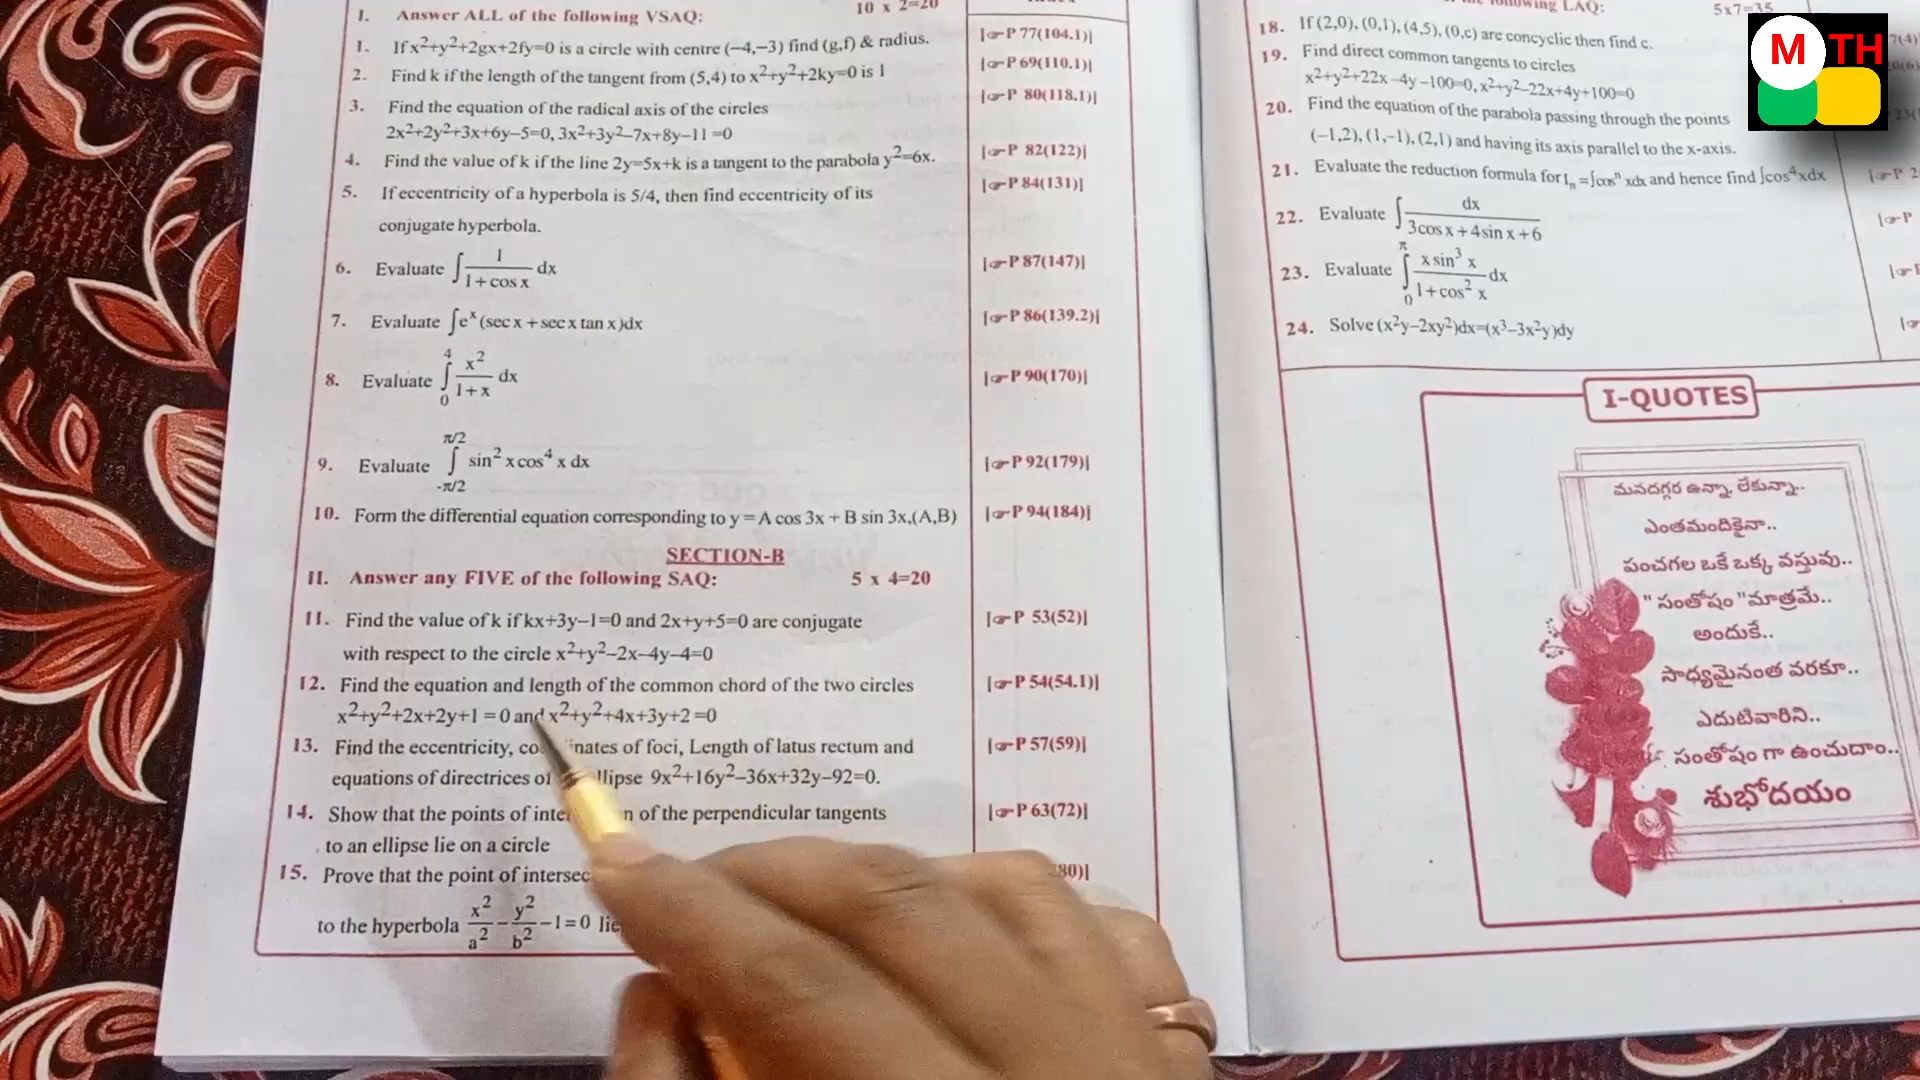 I. Answer ALL of the following VSAQ: 10 x 2=20
1. If x²+y²+2gx+2fy=0 is a circle with centre (–4,–3) find (g,f) & radius. [☞P 77(104.1)]
2. Find k if the length of the tangent from (5,4) to x²+y²+2ky=0 is 1 [☞P 69(110.1)]
3. Find the equation of the radical axis of the circles [☞P 80(118.1)]
2x²+2y²+3x+6y–5=0, 3x²+3y²–7x+8y–11 =0
4. Find the value of k if the line 2y=5x+k is a tangent to the parabola y²=6x. [☞P 82(122)]
5. If eccentricity of a hyperbola is 5/4, then find eccentricity of its [☞P 84(131)]
conjugate hyperbola.
6. Evaluate ∫ 1/(1+cos x) dx [☞P 87(147)]
7. Evaluate ∫eˣ(sec x + sec x tan x)dx [☞P 86(139.2)]
8. Evaluate ∫₀⁴ x²/(1+x) dx [☞P 90(170)]
9. Evaluate ∫_{-π/2}^{π/2} sin² x cos⁴ x dx [☞P 92(179)]
10. Form the differential equation corresponding to y = A cos 3x + B sin 3x,(A,B) [☞P 94(184)]
SECTION-B
II. Answer any FIVE of the following SAQ: 5 x 4=20
11. Find the value of k if kx+3y–1=0 and 2x+y+5=0 are conjugate [☞P 53(52)]
with respect to the circle x²+y²–2x–4y–4=0
12. Find the equation and length of the common chord of the two circles [☞P 54(54.1)]
x²+y²+2x+2y+1 =0 and x²+y²+4x+3y+2 =0
13. Find the eccentricity, co inates of foci, Length of latus rectum and [☞P 57(59)]
equations of directrices of llipse 9x²+16y²–36x+32y–92=0.
14. Show that the points of inte n of the perpendicular tangents [☞P 63(72)]
to an ellipse lie on a circle
15. Prove that the point of intersec 80)]
to the hyperbola x²/a² – y²/b² –1=0 lie
following LAQ: 5x7=35
18. If (2,0), (0,1), (4,5), (0,c) are concyclic then find c.
19. Find direct common tangents to circles
x²+y²+22x–4y–100=0, x²+y²–22x+4y+100=0
20. Find the equation of the parabola passing through the points
(–1,2), (1,–1), (2,1) and having its axis parallel to the x-axis.
21. Evaluate the reduction formula for Iₙ=∫cosⁿ xdx and hence find ∫cos⁴xdx [☞P 2
22. Evaluate ∫ dx/(3cos x+4sin x+6) [☞P
23. Evaluate ∫₀^π x sin³ x/(1+cos² x) dx
24. Solve (x²y–2xy²)dx=(x³–3x²y)dy
I-QUOTES
మనదగ్గర ఉన్నా, లేకున్నా..
ఎంతమందికైనా..
పంచగల ఒకే ఒక్క వస్తువు..
" సంతోషం "మాత్రమే..
అందుకే..
సాధ్యమైనంత వరకూ..
ఎదుటివారిని..
సంతోషం గా ఉంచుదాం..
శుభోదయం
M TH